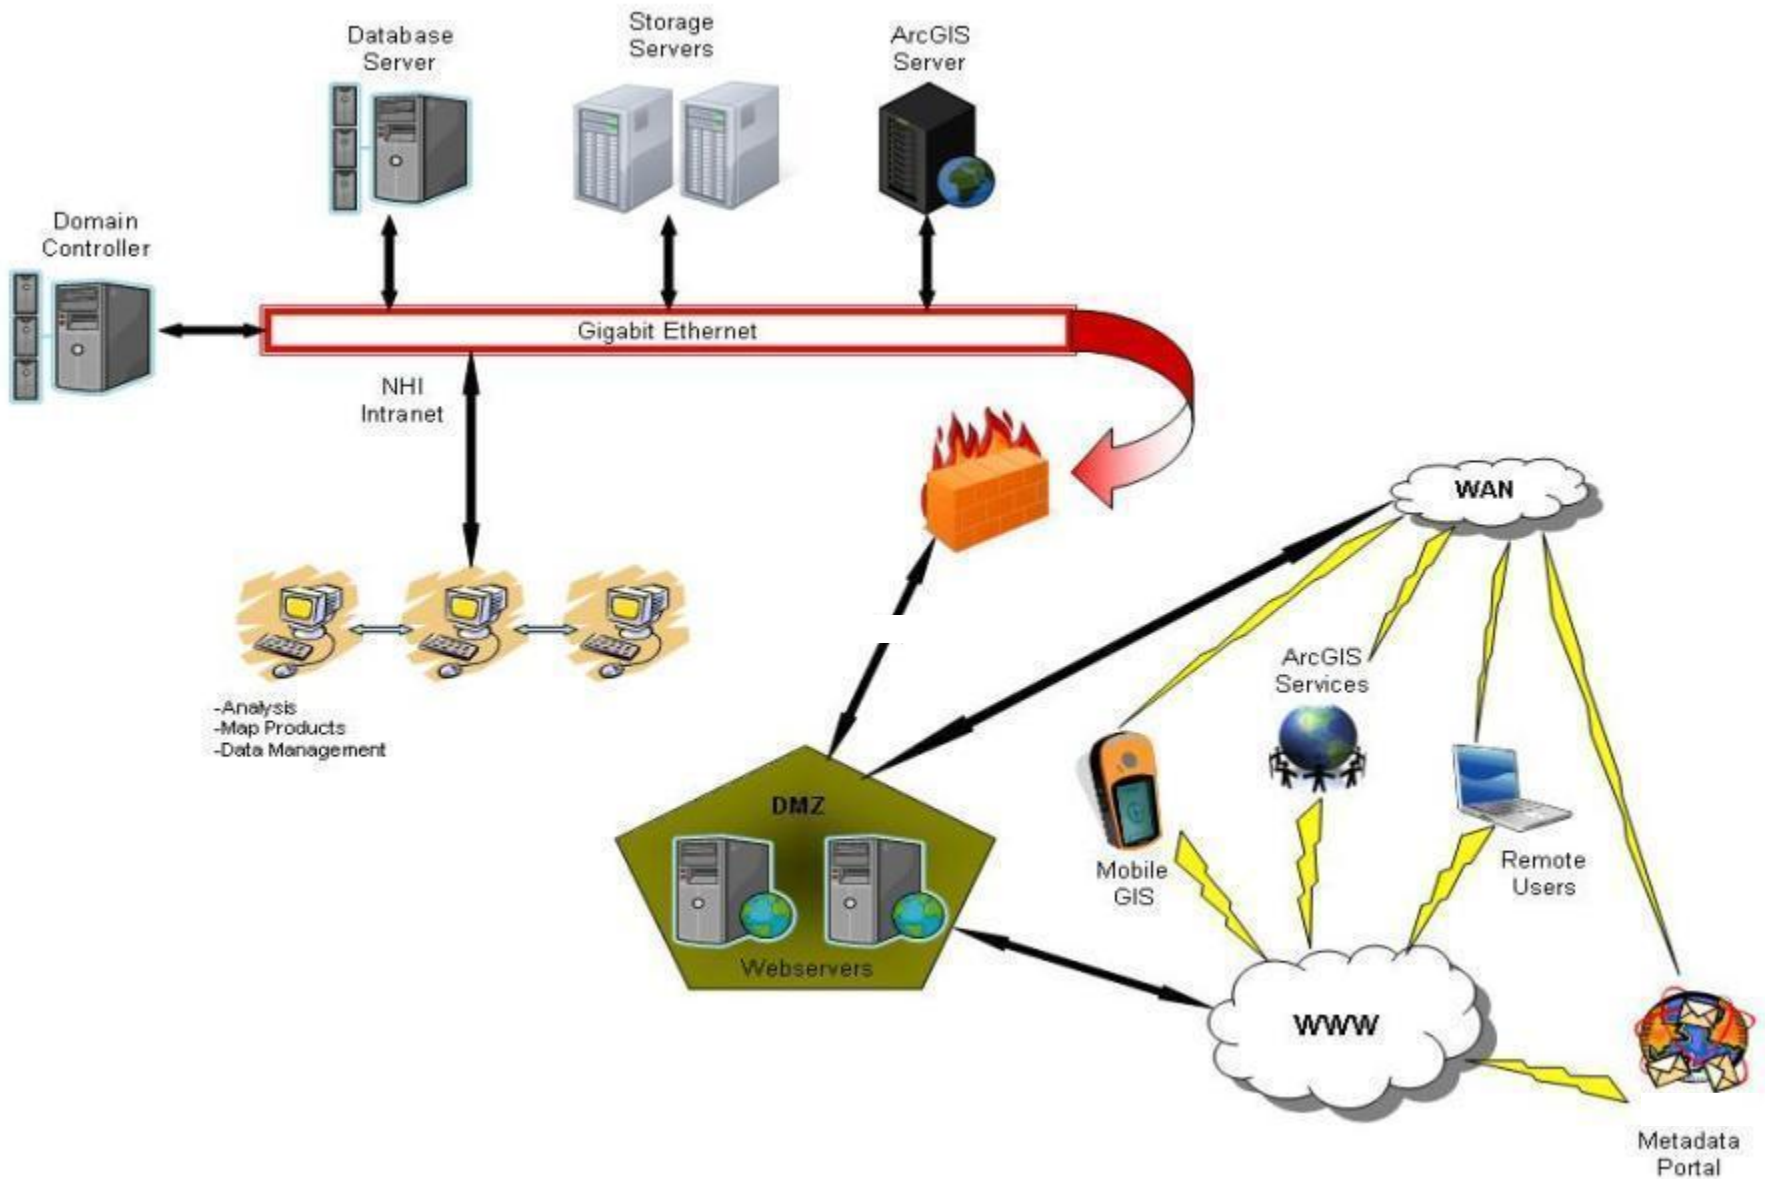 Database
Server
Storage
Servers
ArcGIS
Server
Domain
Controller
Gigabit Ethernet
NHI
Intranet
WAN
-Analysis
-Map Products
-Data Management
ArcGIS
Services
DMZ
Webservers
Mobile
GIS
Remote
Users
WWW
Metadata
Portal